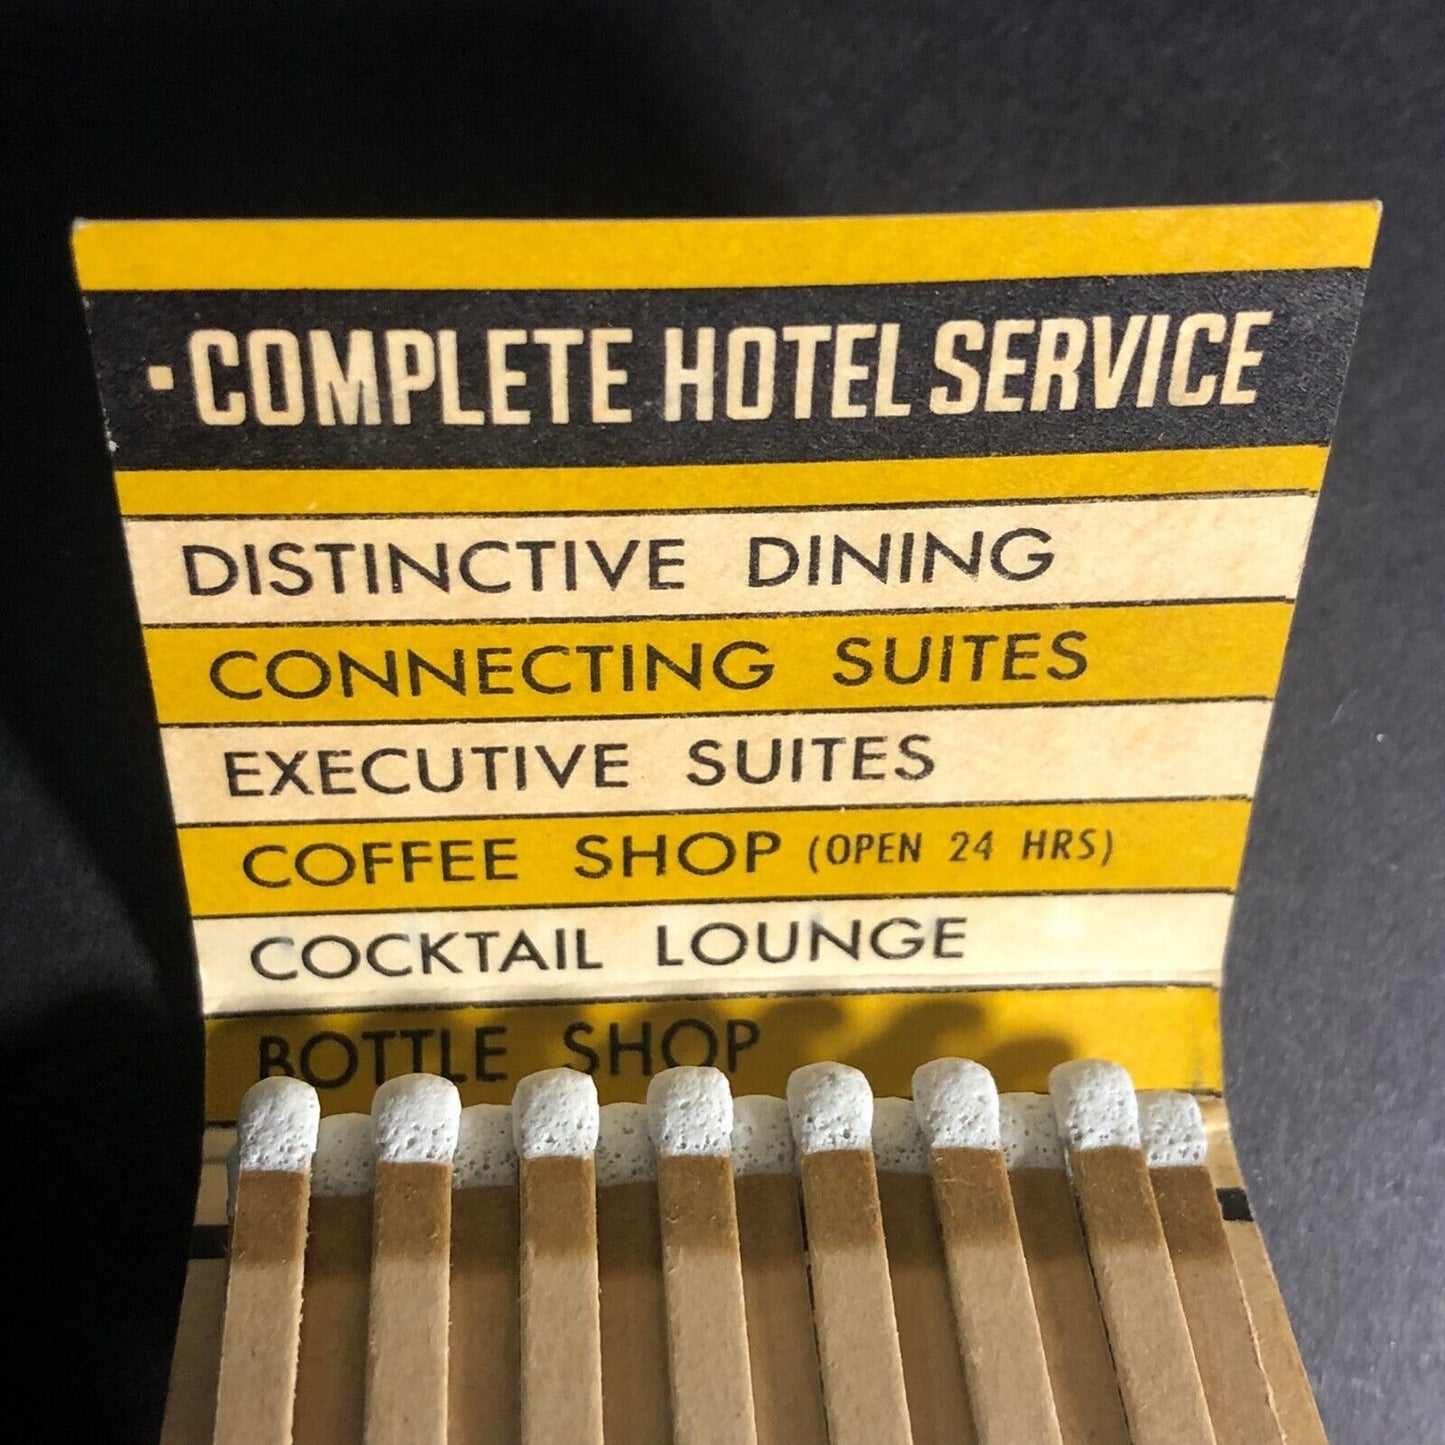 ·COMPLETE HOTEL SERVICE
DISTINCTIVE DINING
CONNECTING SUITES
EXECUTIVE SUITES
COFFEE SHOP (OPEN 24 HRS)
COCKTAIL LOUNGE
BOTTLE SHOP